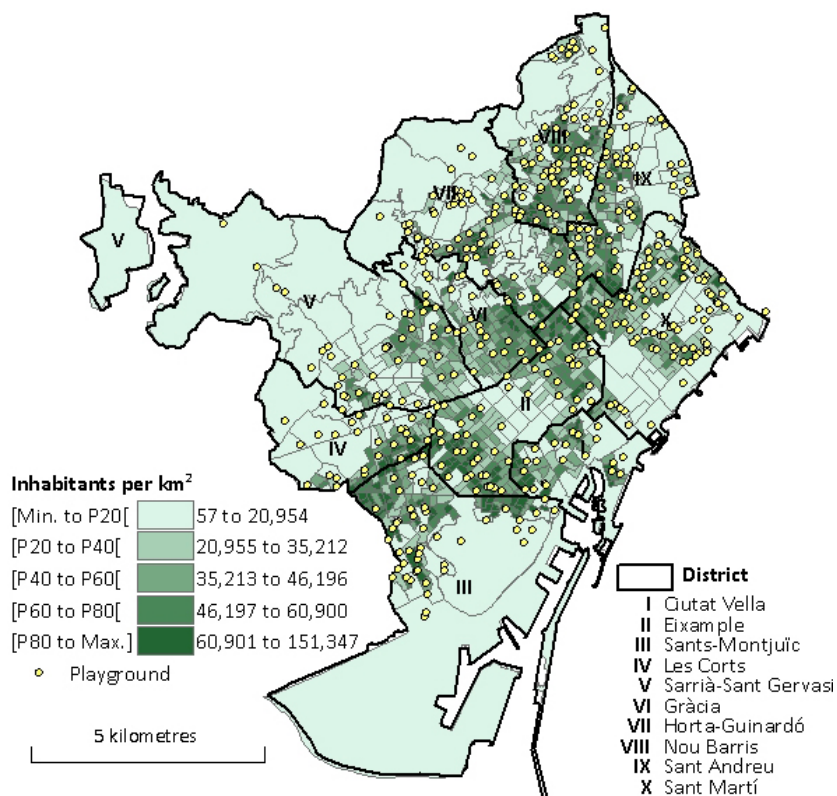 VIII
VII
IX
V
V
VI
X
II
IV
I
III
Inhabitants per km²
[Min. to P20[ 57 to 20,954
[P20 to P40[ 20,955 to 35,212
[P40 to P60[ 35,213 to 46,196
[P60 to P80[ 46,197 to 60,900
[P80 to Max.] 60,901 to 151,347
Playground
5 kilometres
District
I Ciutat Vella
II Eixample
III Sants-Montjuïc
IV Les Corts
V Sarrià-Sant Gervasi
VI Gràcia
VII Horta-Guinardó
VIII Nou Barris
IX Sant Andreu
X Sant Martí